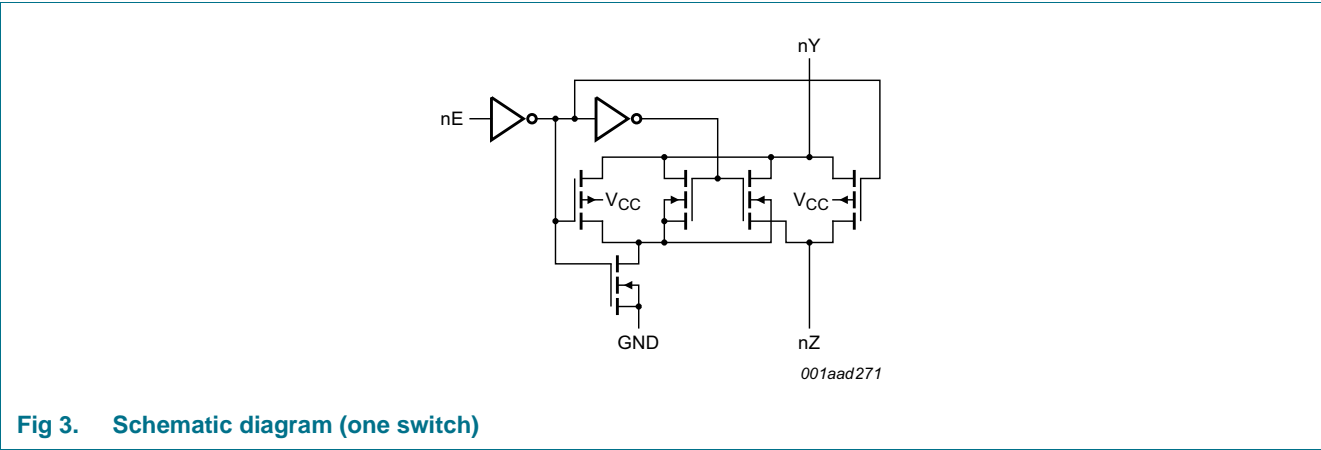 nY
nE
VCC
VCC
GND
nZ
001aad271
Fig 3. Schematic diagram (one switch)